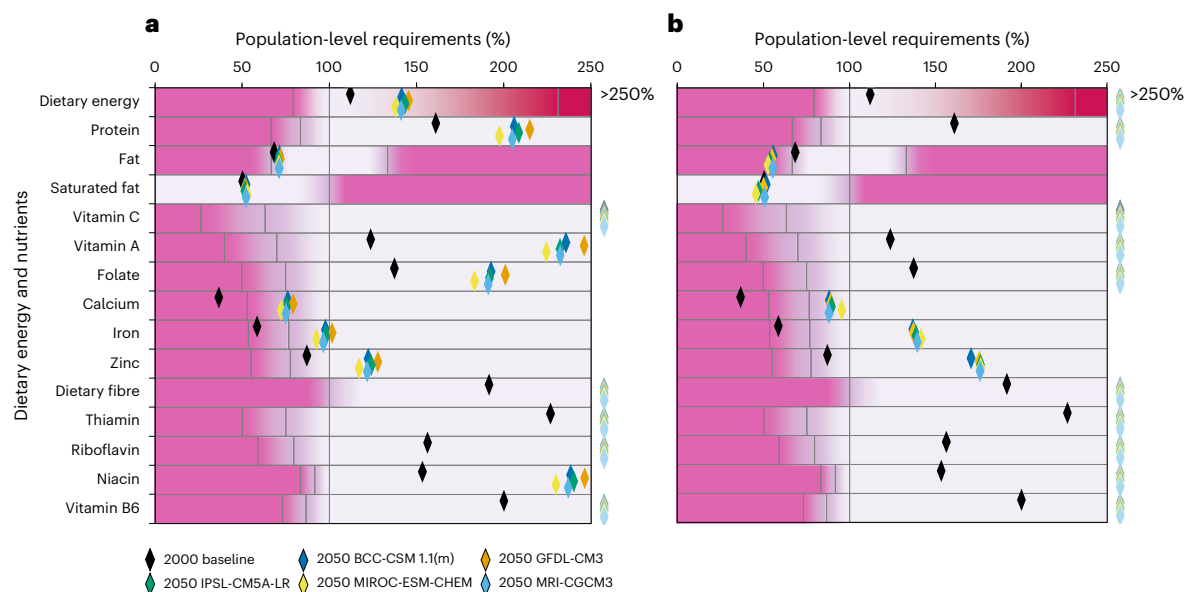 a
b
Population-level requirements (%)
Population-level requirements (%)
0 50 100 150 200 250
0 50 100 150 200 250
>250%
>250%
Dietary energy and nutrients
Dietary energy
Protein
Fat
Saturated fat
Vitamin C
Vitamin A
Folate
Calcium
Iron
Zinc
Dietary fibre
Thiamin
Riboflavin
Niacin
Vitamin B6
2000 baseline
2050 BCC-CSM 1.1(m)
2050 GFDL-CM3
2050 IPSL-CM5A-LR
2050 MIROC-ESM-CHEM
2050 MRI-CGCM3